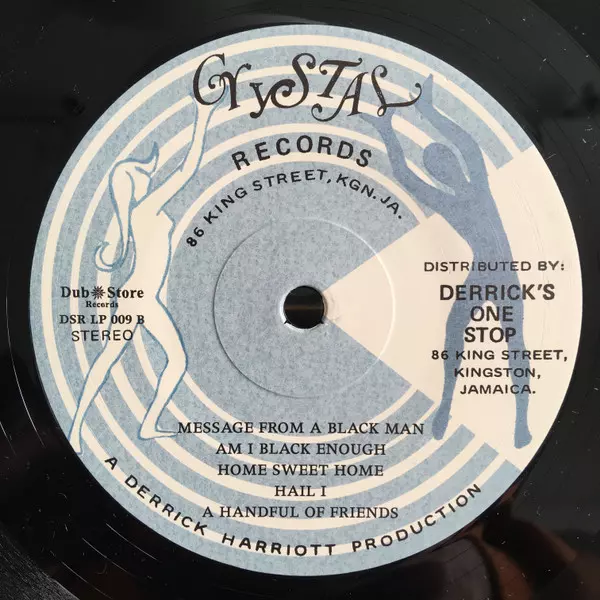 CRYSTAL
RECORDS
86 KING STREET, KGN. JA.
DISTRIBUTED BY:
DERRICK'S
ONE
STOP
86 KING STREET,
KINGSTON,
JAMAICA.
Dub Store
Records
DSR LP 009 B
STEREO
MESSAGE FROM A BLACK MAN
AM I BLACK ENOUGH
HOME SWEET HOME
HAIL I
A HANDFUL OF FRIENDS
A DERRICK HARRIOTT PRODUCTION